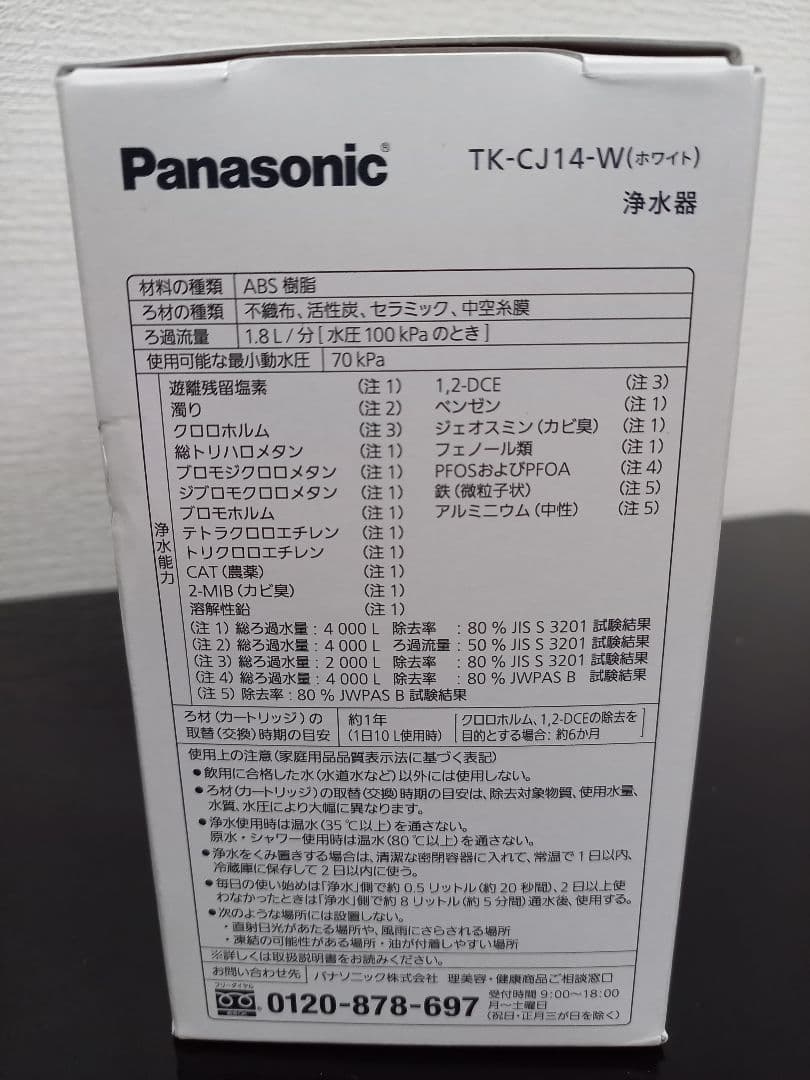 Panasonic®
TK-CJ14-W(ホワイト)
浄水器
材料の種類 ABS 樹脂
ろ材の種類 不織布、活性炭、セラミック、中空糸膜
ろ過流量 1.8 L / 分 [ 水圧 100 kPa のとき ]
使用可能な最小動水圧 70 kPa
浄水能力
遊離残留塩素 (注 1) 1,2-DCE (注 3)
濁り (注 2) ベンゼン (注 1)
クロロホルム (注 3) ジェオスミン (カビ臭) (注 1)
総トリハロメタン (注 1) フェノール類 (注 1)
ブロモジクロロメタン (注 1) PFOSおよびPFOA (注 4)
ジブロモクロロメタン (注 1) 鉄 (微粒子状) (注 5)
ブロモホルム (注 1) アルミニウム (中性) (注 5)
テトラクロロエチレン (注 1)
トリクロロエチレン (注 1)
CAT (農薬) (注 1)
2-MIB (カビ臭) (注 1)
溶解性鉛 (注 1)
(注 1) 総ろ過水量 : 4 000 L 除去率 : 80 % JIS S 3201 試験結果
(注 2) 総ろ過水量 : 4 000 L ろ過流量 : 50 % JIS S 3201 試験結果
(注 3) 総ろ過水量 : 2 000 L 除去率 : 80 % JIS S 3201 試験結果
(注 4) 総ろ過水量 : 4 000 L 除去率 : 80 % JWPAS B 試験結果
(注 5) 除去率 : 80 % JWPAS B 試験結果
ろ材 (カートリッジ) の 約1年 [クロロホルム、1,2-DCEの除去を
取替 (交換) 時期の目安 (1日10 L使用時) 目的とする場合: 約6か月]
使用上の注意 (家庭用品品質表示法に基づく表記)
●飲用に合格した水 (水道水など) 以外には使用しない。
●ろ材 (カートリッジ) の取替 (交換) 時期の目安は、除去対象物質、使用水量、
水質、水圧により大幅に異なります。
●浄水使用時は温水 (35 ℃以上) を通さない。
原水・シャワー使用時は温水 (80 ℃以上) を通さない。
●浄水をくみ置きする場合は、清潔な密閉容器に入れて、常温で 1 日以内、
冷蔵庫に保存して 2 日以内に使う。
●毎日の使い始めは「浄水」側で約 0.5 リットル (約 20 秒間)、2 日以上使
わなかったときは「浄水」側で約 8 リットル (約 5 分間) 通水後、使用する。
●次のような場所には設置しない。
・直射日光があたる場所や、風雨にさらされる場所
・凍結の可能性がある場所・油が付着しやすい場所
※詳しくは取扱説明書をお読みください。
お問い合わせ先 パナソニック株式会社 理美容・健康商品ご相談窓口
フリーダイヤル
0120-878-697
受付時間 9:00～18:00
月～土曜日
(祝日・正月三が日を除く)